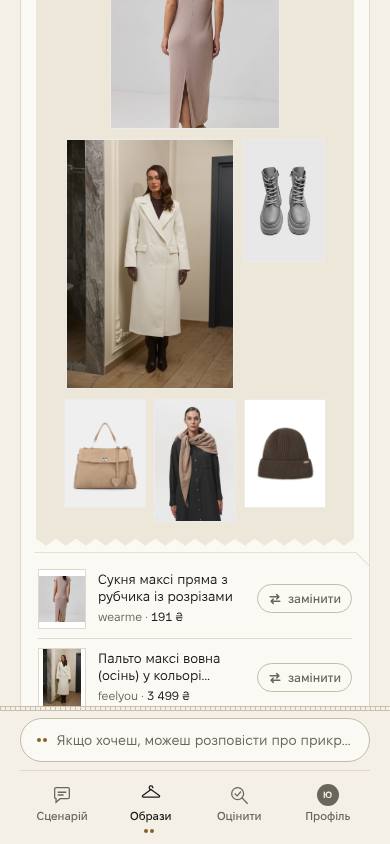 Сукня максі пряма з
рубчика із розрізами
wearme · 191 ₴
замінити
Пальто максі вовна
(осінь) у кольорі...
feelyou · 3 499 ₴
замінити
Якщо хочеш, можеш розповісти про прикр...
Сценарій
Образи
Оцінити
Ю
Профіль